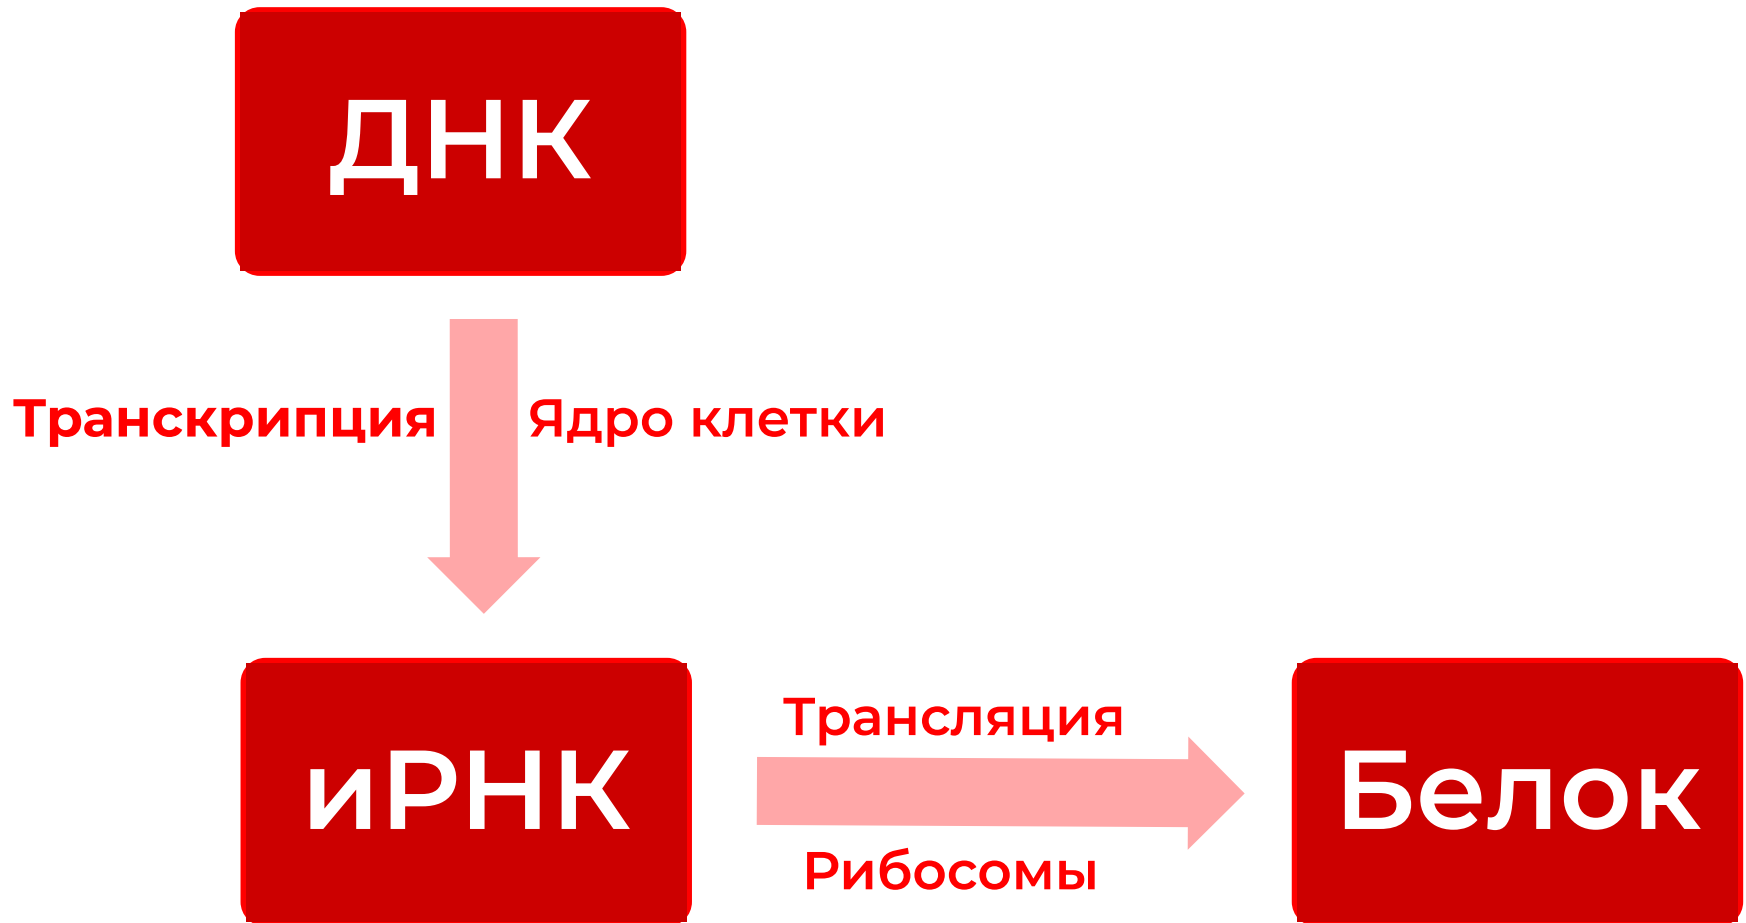 ДНК
Транскрипция
Ядро клетки
Трансляция
иРНК
Белок
Рибосомы